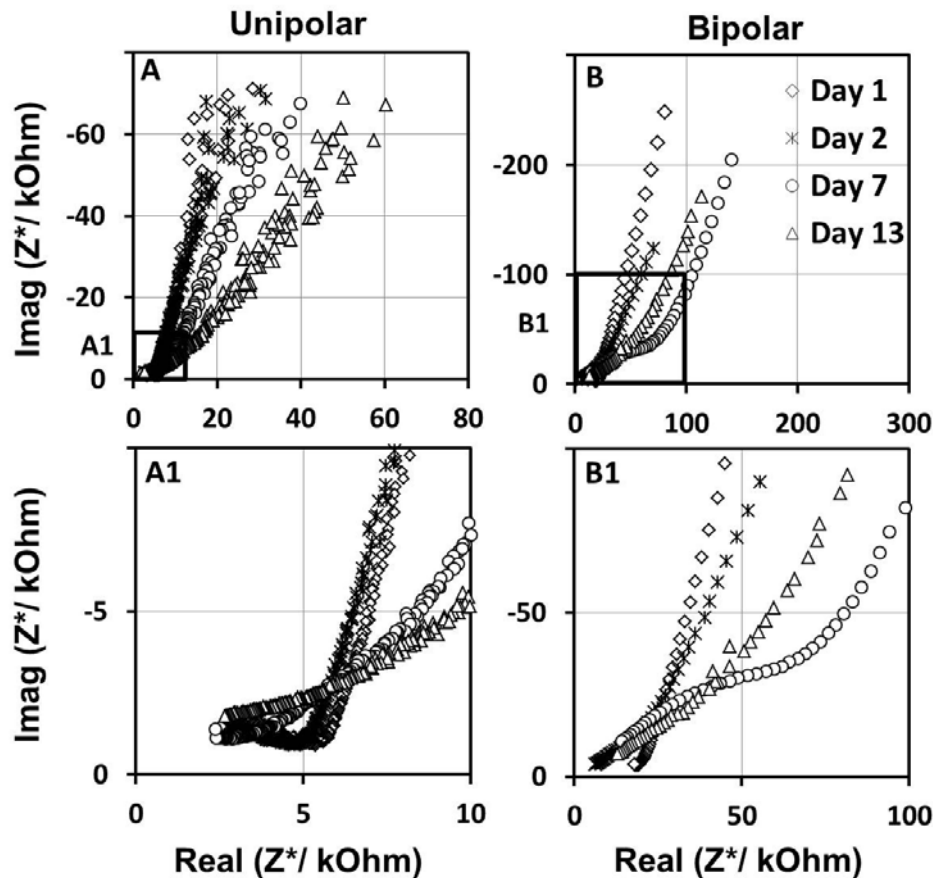 Unipolar
Bipolar
Imag (Z*/ kOhm)
A
-60
-40
-20
0
A1
0 20 40 60 80
B
Day 1
Day 2
Day 7
Day 13
-200
-100
B1
0
0 100 200 300
Imag (Z*/ kOhm)
A1
-5
0
0 5 10
Real (Z*/ kOhm)
B1
-50
0
0 50 100
Real (Z*/ kOhm)